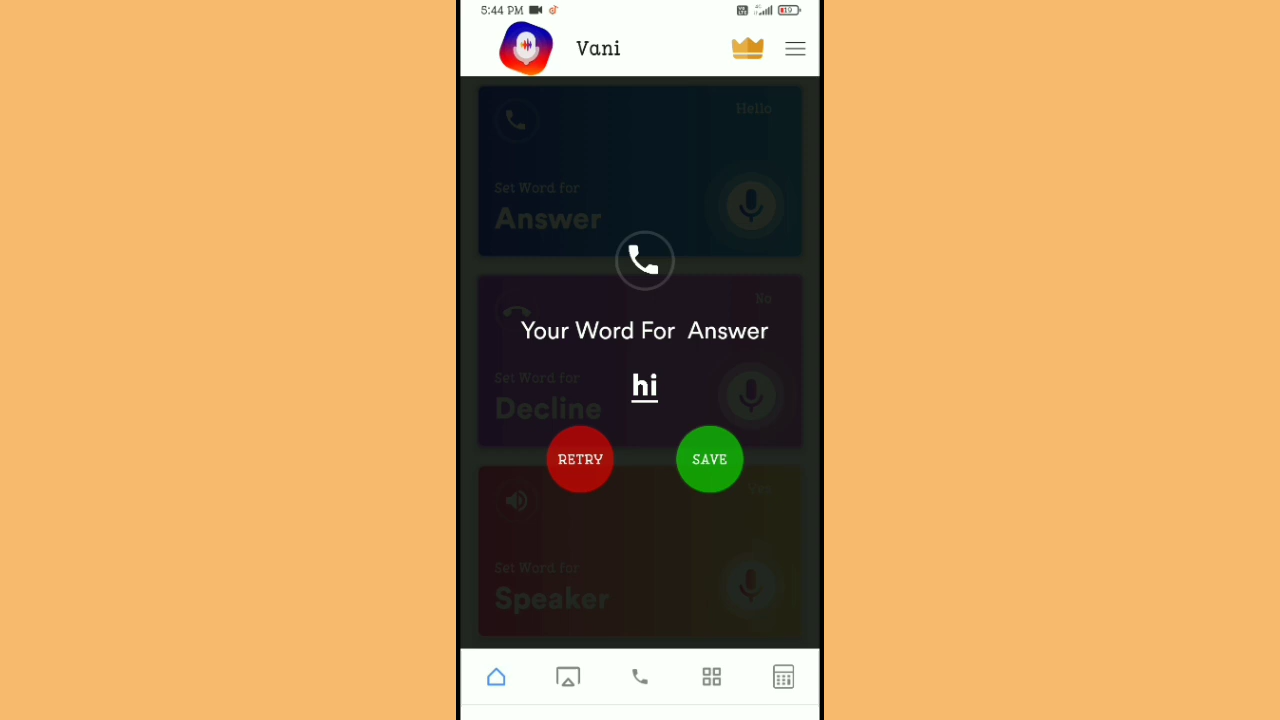 5:44 PM
19
Vani
Hello
Set Word for
Answer
Your Word For Answer
No
Set Word for
hi
Decline
RETRY
SAVE
Set Word for
Speaker